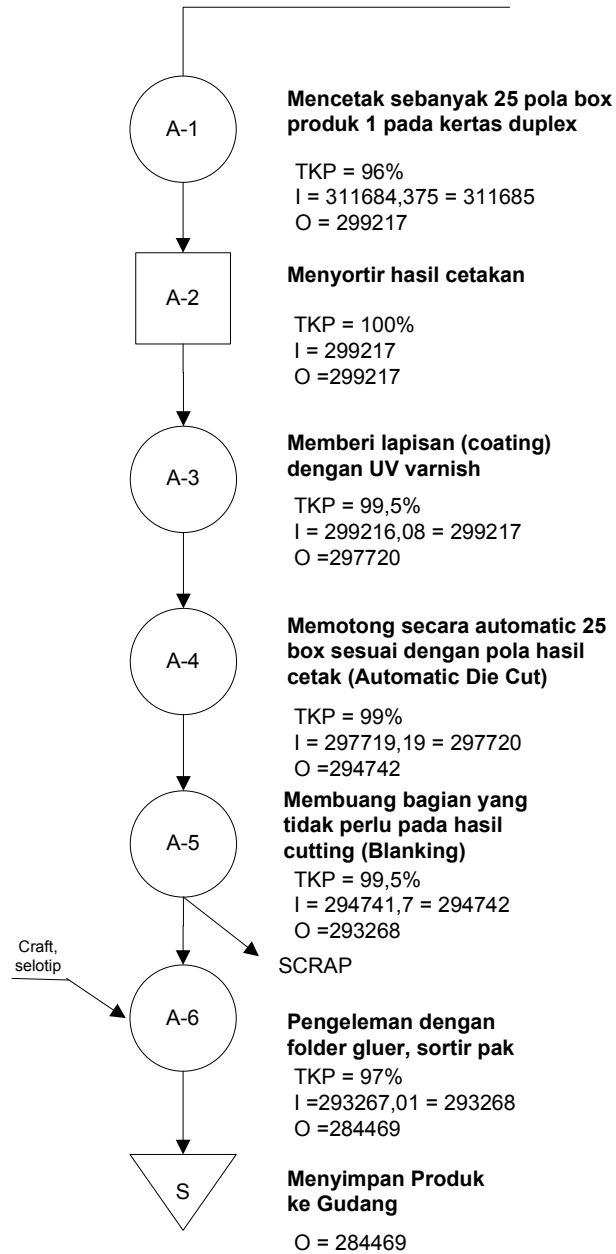 A-1
Mencetak sebanyak 25 pola box
produk 1 pada kertas duplex
TKP = 96%
I = 311684,375 = 311685
O = 299217
A-2
Menyortir hasil cetakan
TKP = 100%
I = 299217
O =299217
A-3
Memberi lapisan (coating)
dengan UV varnish
TKP = 99,5%
I = 299216,08 = 299217
O =297720
A-4
Memotong secara automatic 25
box sesuai dengan pola hasil
cetak (Automatic Die Cut)
TKP = 99%
I = 297719,19 = 297720
O =294742
A-5
Membuang bagian yang
tidak perlu pada hasil
cutting (Blanking)
TKP = 99,5%
I = 294741,7 = 294742
O =293268
SCRAP
Craft,
selotip
A-6
Pengeleman dengan
folder gluer, sortir pak
TKP = 97%
I =293267,01 = 293268
O =284469
S
Menyimpan Produk
ke Gudang
O = 284469